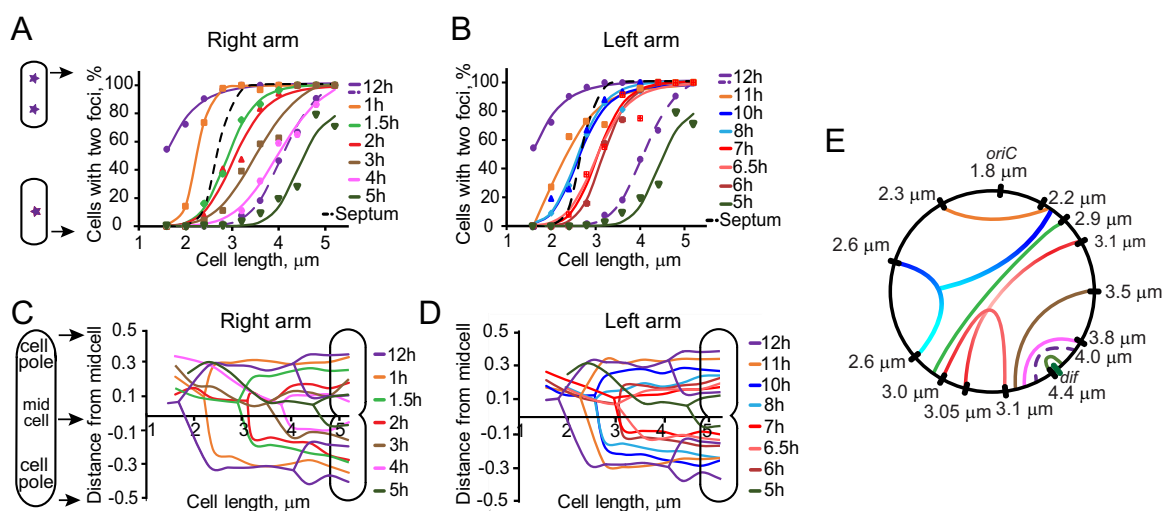 A
Right arm
Cells with two foci, %
100
80
60
40
20
0
1
2
3
4
5
Cell length, μm
12h
1h
1.5h
2h
3h
4h
5h
Septum
B
Left arm
Cells with two foci, %
100
80
60
40
20
0
1
2
3
4
5
Cell length, μm
12h
11h
10h
8h
7h
6.5h
6h
5h
Septum
C
cell
pole
mid
cell
cell
pole
Right arm
Distance from midcell
0.5
0.3
0.1
-0.1
-0.3
-0.5
1
2
3
4
5
Cell length, μm
12h
1h
1.5h
2h
3h
4h
5h
D
Left arm
Distance from midcell
0.5
0.3
0.1
-0.1
-0.3
-0.5
1
2
3
4
5
Cell length, μm
12h
11h
10h
8h
7h
6.5h
6h
5h
E
oriC
1.8 μm
2.3 μm
2.2 μm
2.9 μm
3.1 μm
2.6 μm
3.5 μm
3.8 μm
4.0 μm
2.6 μm
dif
4.4 μm
3.0 μm
3.05 μm
3.1 μm